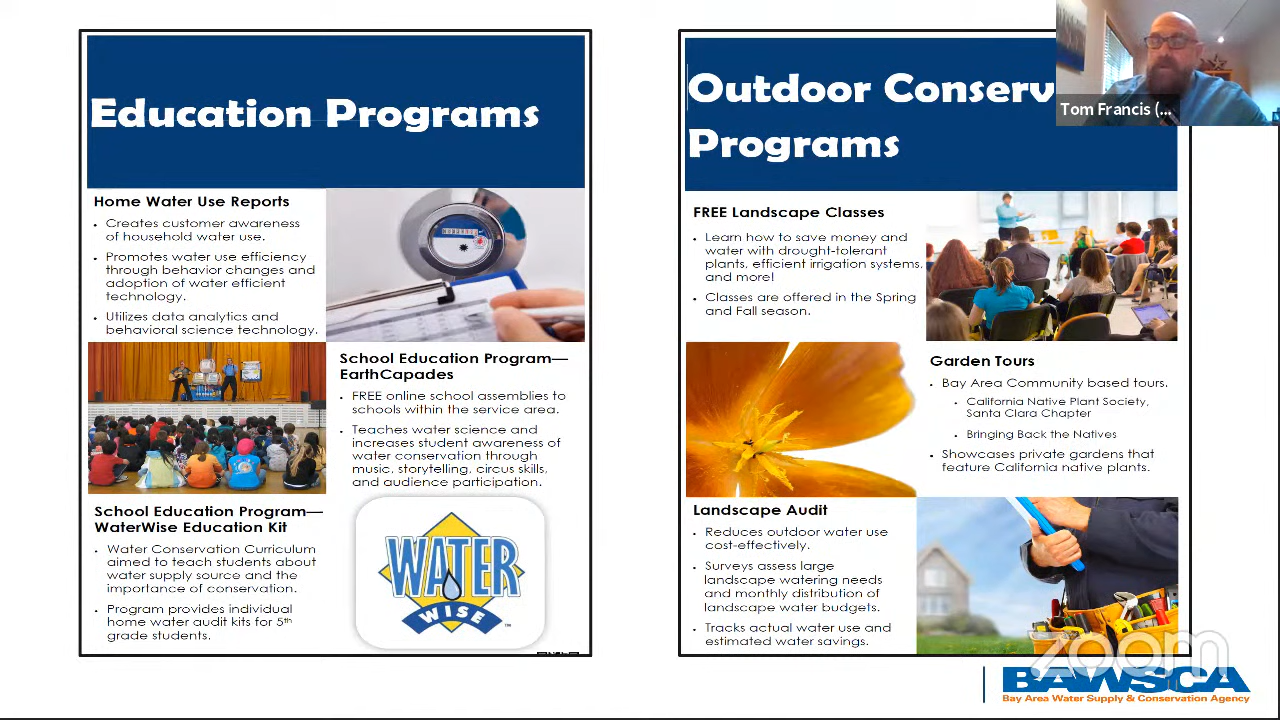 Education Programs
Home Water Use Reports
• Creates customer awareness
of household water use.
• Promotes water use efficiency
through behavior changes and
adoption of water efficient
technology.
• Utilizes data analytics and
behavioral science technology.
School Education Program—
EarthCapades
• FREE online school assemblies to
schools within the service area.
• Teaches water science and
increases student awareness of
water conservation through
music, storytelling, circus skills,
and audience participation.
School Education Program—
WaterWise Education Kit
• Water Conservation Curriculum
aimed to teach students about
water supply source and the
importance of conservation.
• Program provides individual
home water audit kits for 5th
grade students.
WATER
WISE
™
Outdoor Conserv
Programs
FREE Landscape Classes
• Learn how to save money and
water with drought-tolerant
plants, efficient irrigation systems,
and more!
• Classes are offered in the Spring
and Fall season.
Garden Tours
• Bay Area Community based tours.
• California Native Plant Society,
Santa Clara Chapter
• Bringing Back the Natives
• Showcases private gardens that
feature California native plants.
Landscape Audit
• Reduces outdoor water use
cost-effectively.
• Surveys assess large
landscape watering needs
and monthly distribution of
landscape water budgets.
• Tracks actual water use and
estimated water savings.
Tom Francis (...
zoom
BAWSCA
Bay Area Water Supply & Conservation Agency